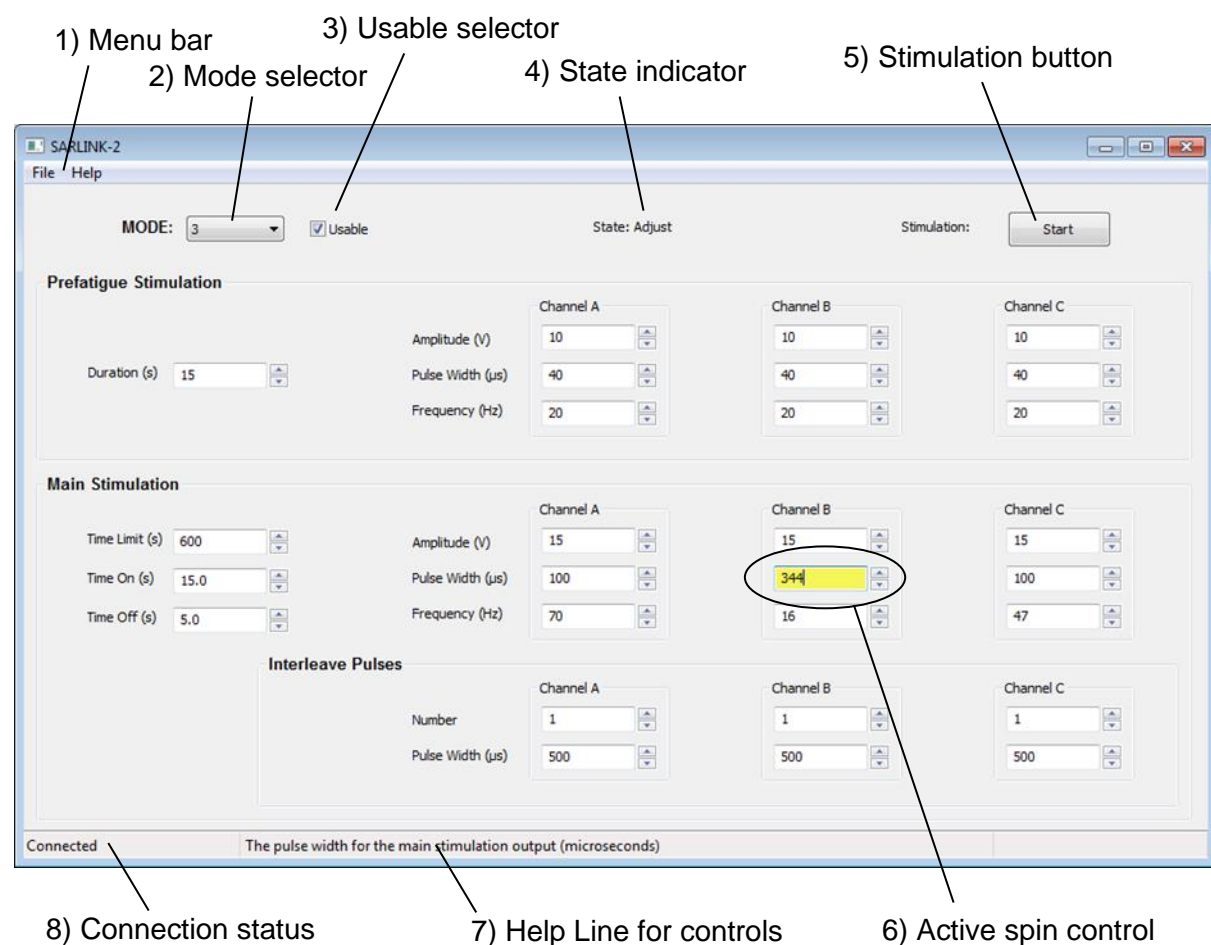 1) Menu bar
3) Usable selector
2) Mode selector
4) State indicator
5) Stimulation button
SARLINK-2
File Help
MODE: 3 Usable State: Adjust Stimulation: Start
Prefatigue Stimulation
Channel A Channel B Channel C
Amplitude (V) 10 10 10
Duration (s) 15 Pulse Width (µs) 40 40 40
Frequency (Hz) 20 20 20
Main Stimulation
Channel A Channel B Channel C
Time Limit (s) 600 Amplitude (V) 15 15 15
Time On (s) 15.0 Pulse Width (µs) 100 344 100
Time Off (s) 5.0 Frequency (Hz) 70 16 47
Interleave Pulses
Channel A Channel B Channel C
Number 1 1 1
Pulse Width (µs) 500 500 500
Connected The pulse width for the main stimulation output (microseconds)
8) Connection status 7) Help Line for controls 6) Active spin control